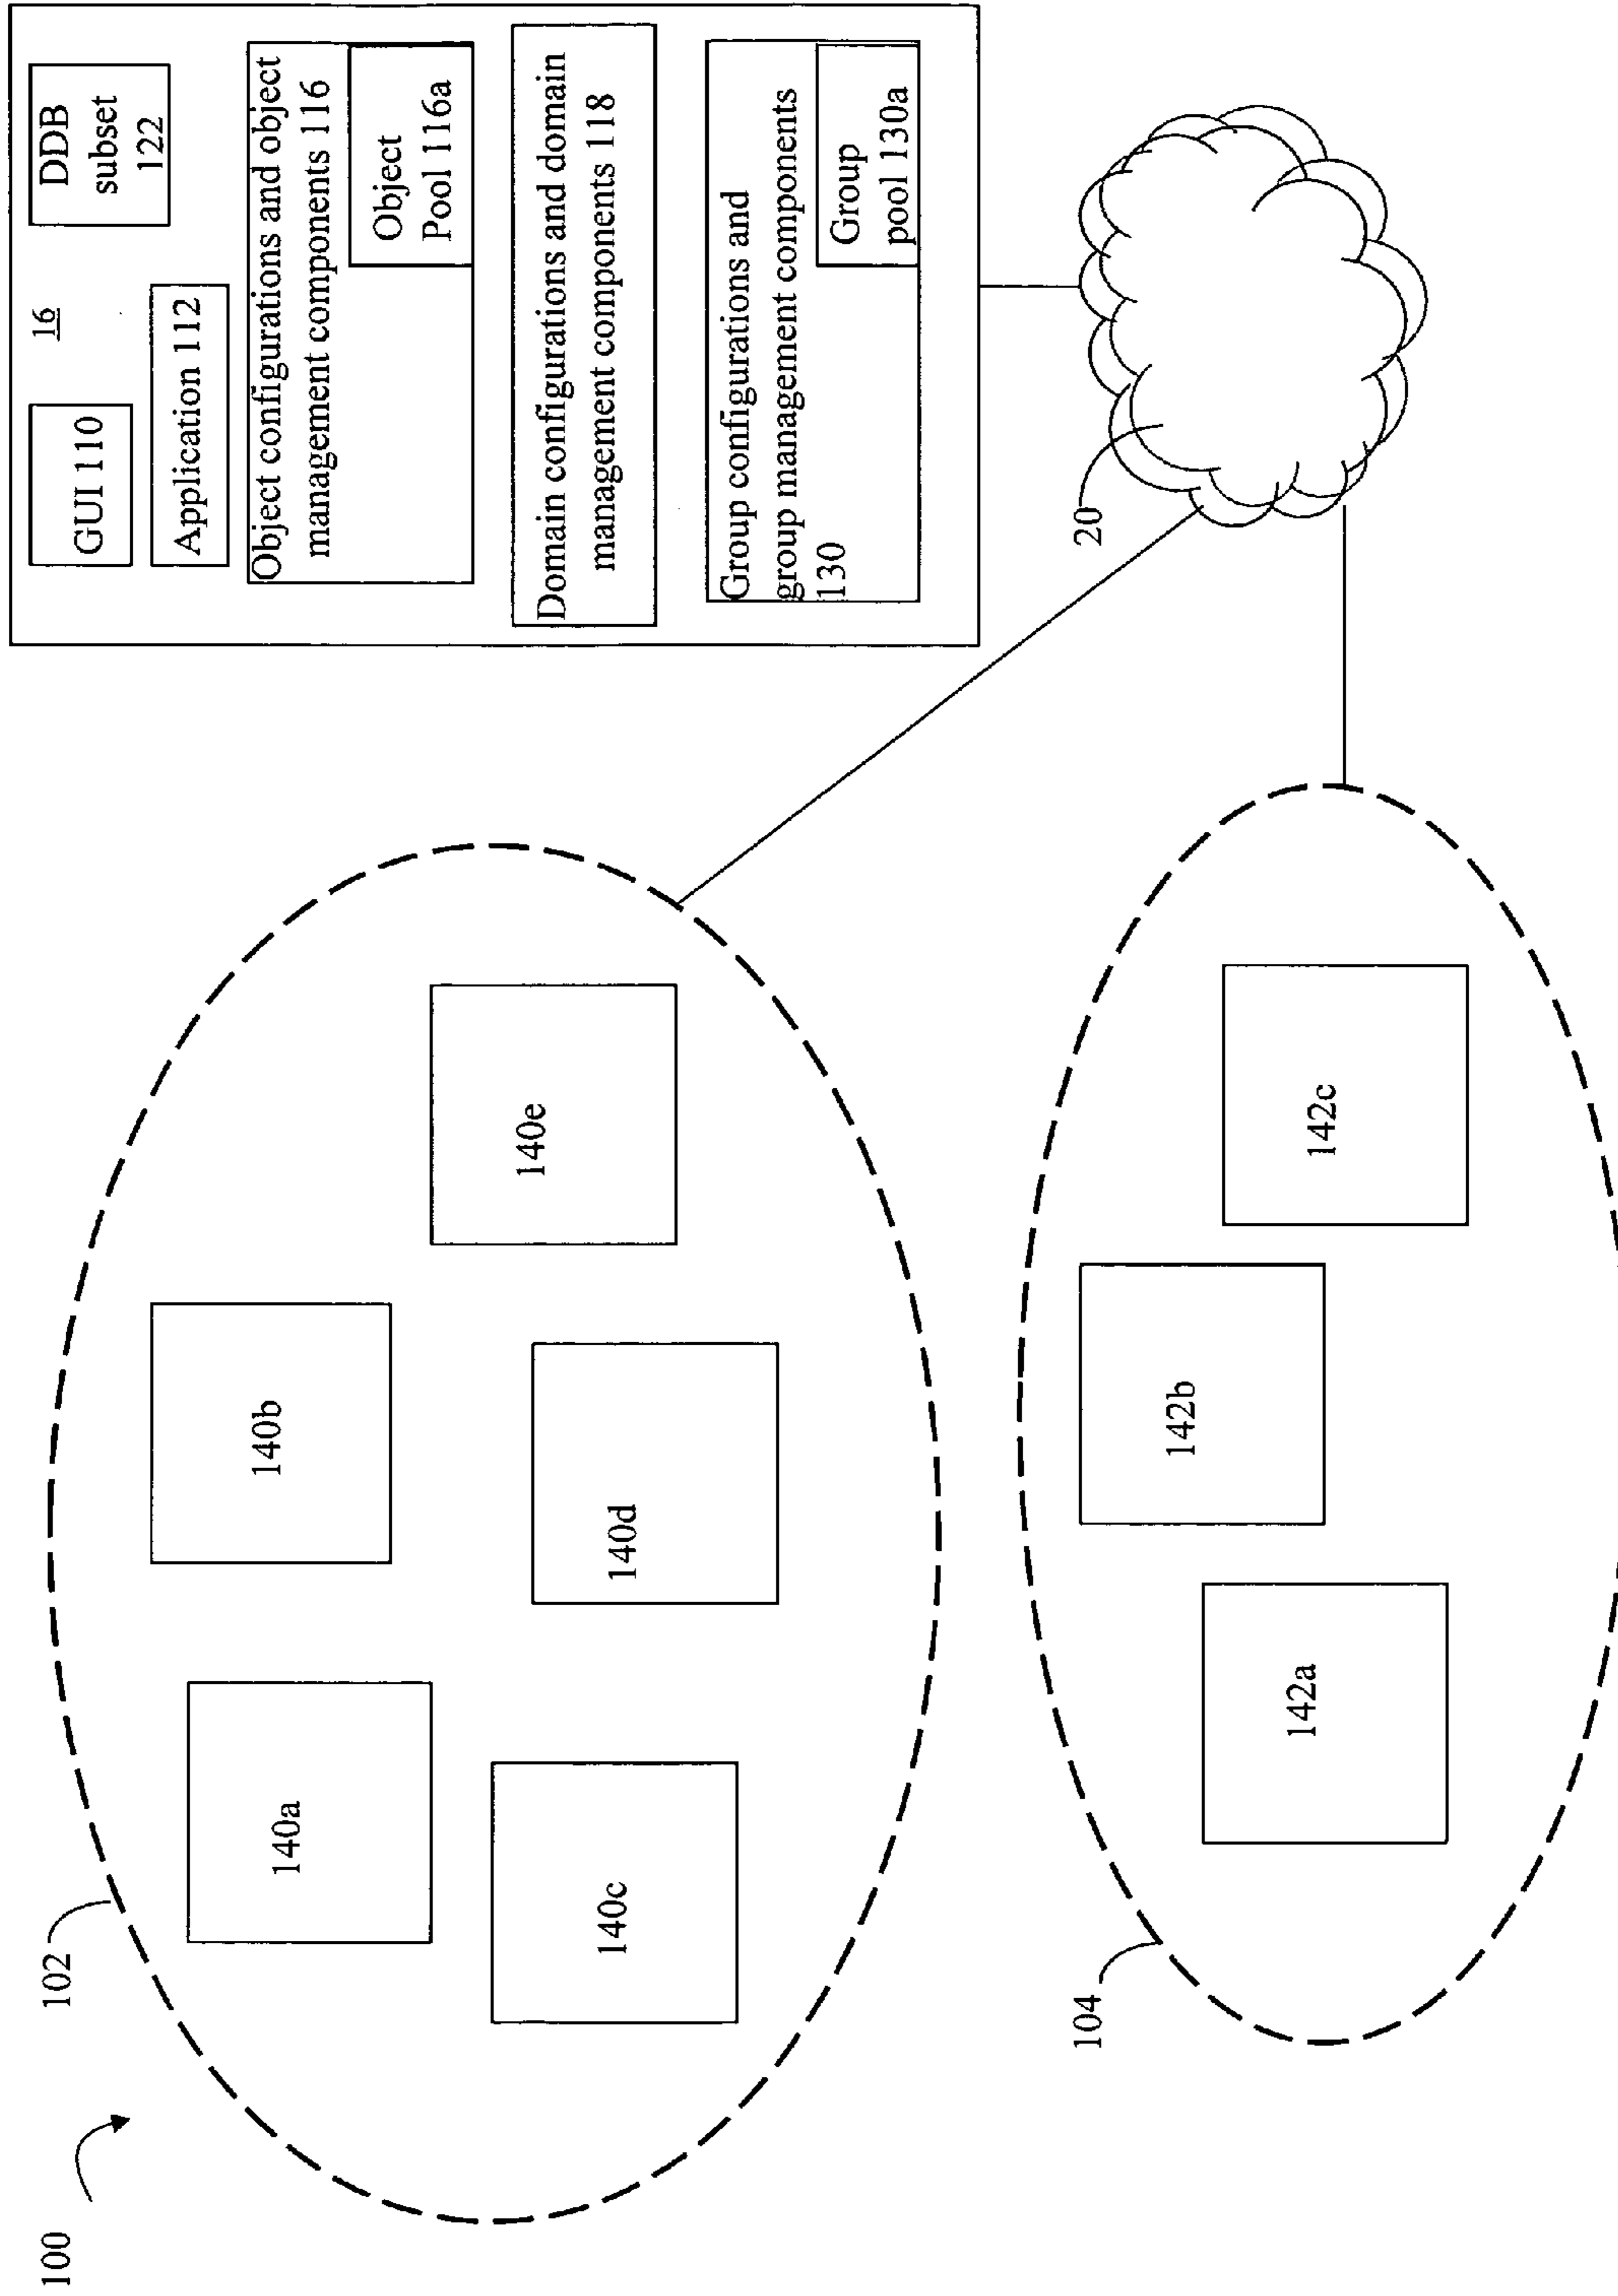 100
102
140a
140b
140c
140d
140e
104
142a
142b
142c
20
16
GUI 110
DDB
subset
122
Application 112
Object configurations and object
management components 116
Object
Pool 116a
Domain configurations and domain
management components 118
Group configurations and
group management components
130
Group
pool 130a